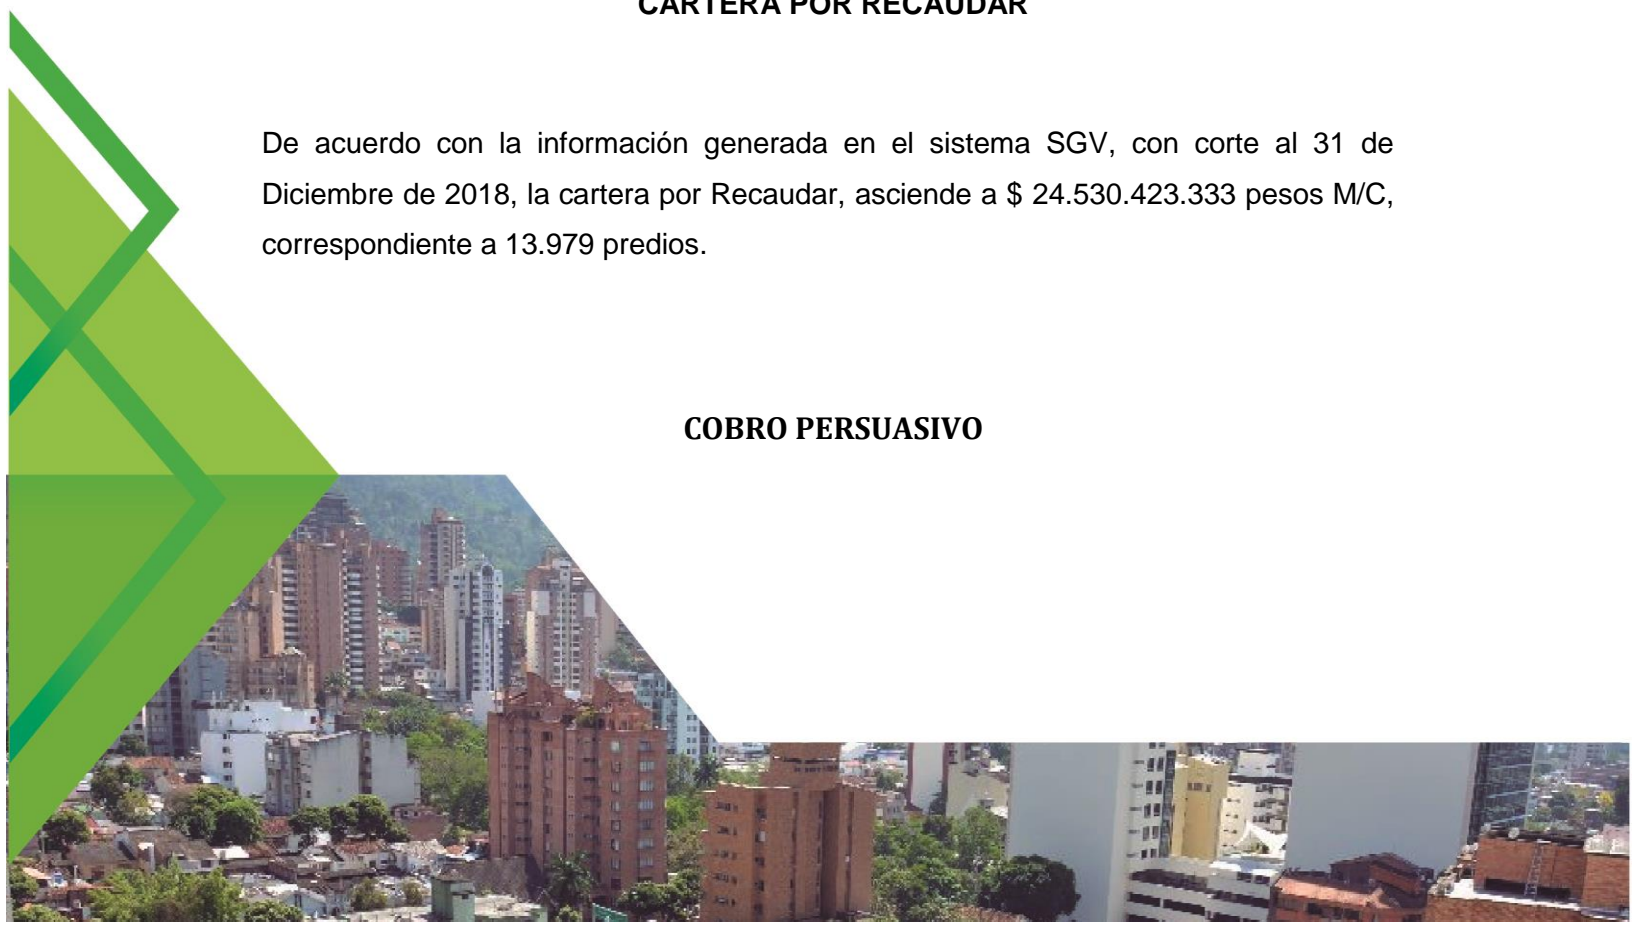 CARTERA POR RECAUDAR
De acuerdo con la información generada en el sistema SGV, con corte al 31 de
Diciembre de 2018, la cartera por Recaudar, asciende a $ 24.530.423.333 pesos M/C,
correspondiente a 13.979 predios.
COBRO PERSUASIVO